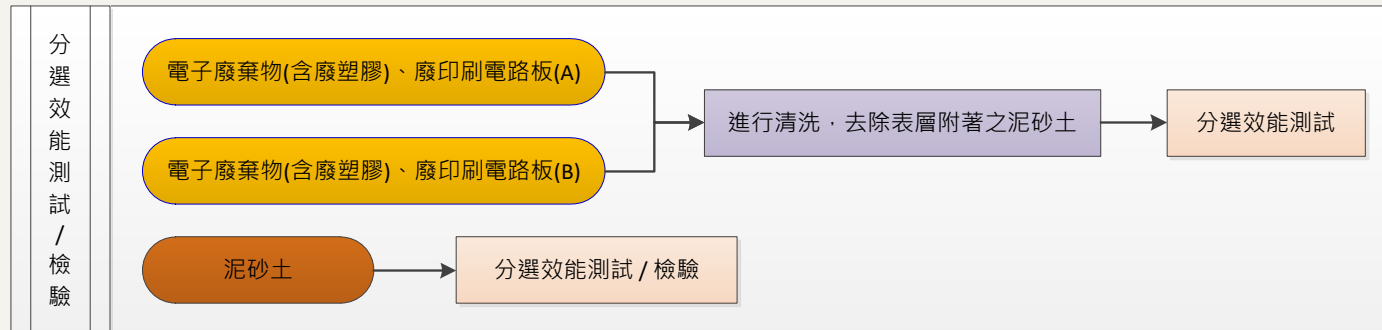 分選效能測試/檢驗
電子廢棄物(含廢塑膠)、廢印刷電路板(A)
電子廢棄物(含廢塑膠)、廢印刷電路板(B)
進行清洗，去除表層附著之泥砂土
分選效能測試
泥砂土
分選效能測試 / 檢驗